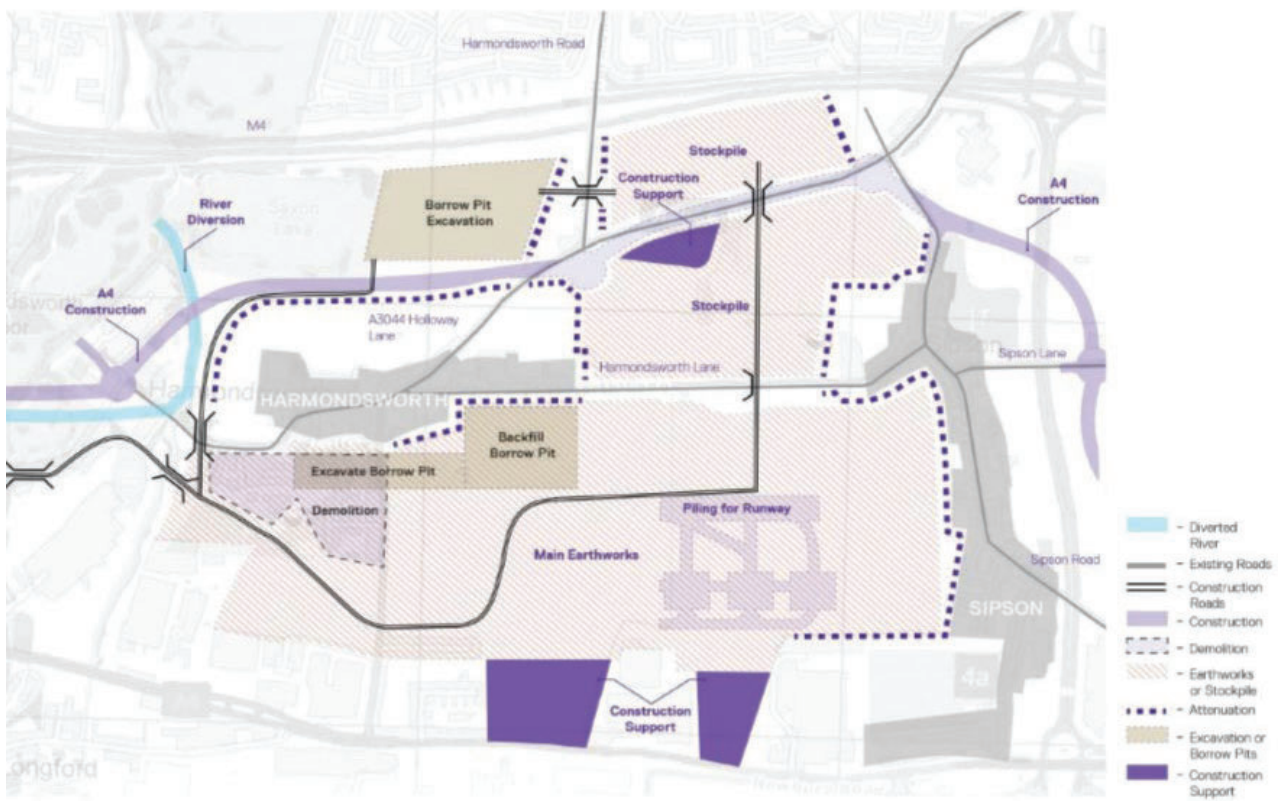 Harmondsworth Road
M4
Stockpile
Construction
Support
River
Diversion
Borrow Pit
Excavation
A4
Construction
A4
Construction
Stockpile
A3044 Holloway
Lane
Harmondsworth Lane
Sipson Lane
HARMONDSWORTH
Backfill
Borrow Pit
Excavate Borrow Pit
Demolition
Piling for Runway
Main Earthworks
Sipson Road
SIPSON
4a
Construction
Support
ongford
- Diverted
River
- Existing Roads
- Construction
Roads
- Construction
- Demolition
- Earthworks
or Stockpile
- Attenuation
- Excavation or
Borrow Pits
- Construction
Support